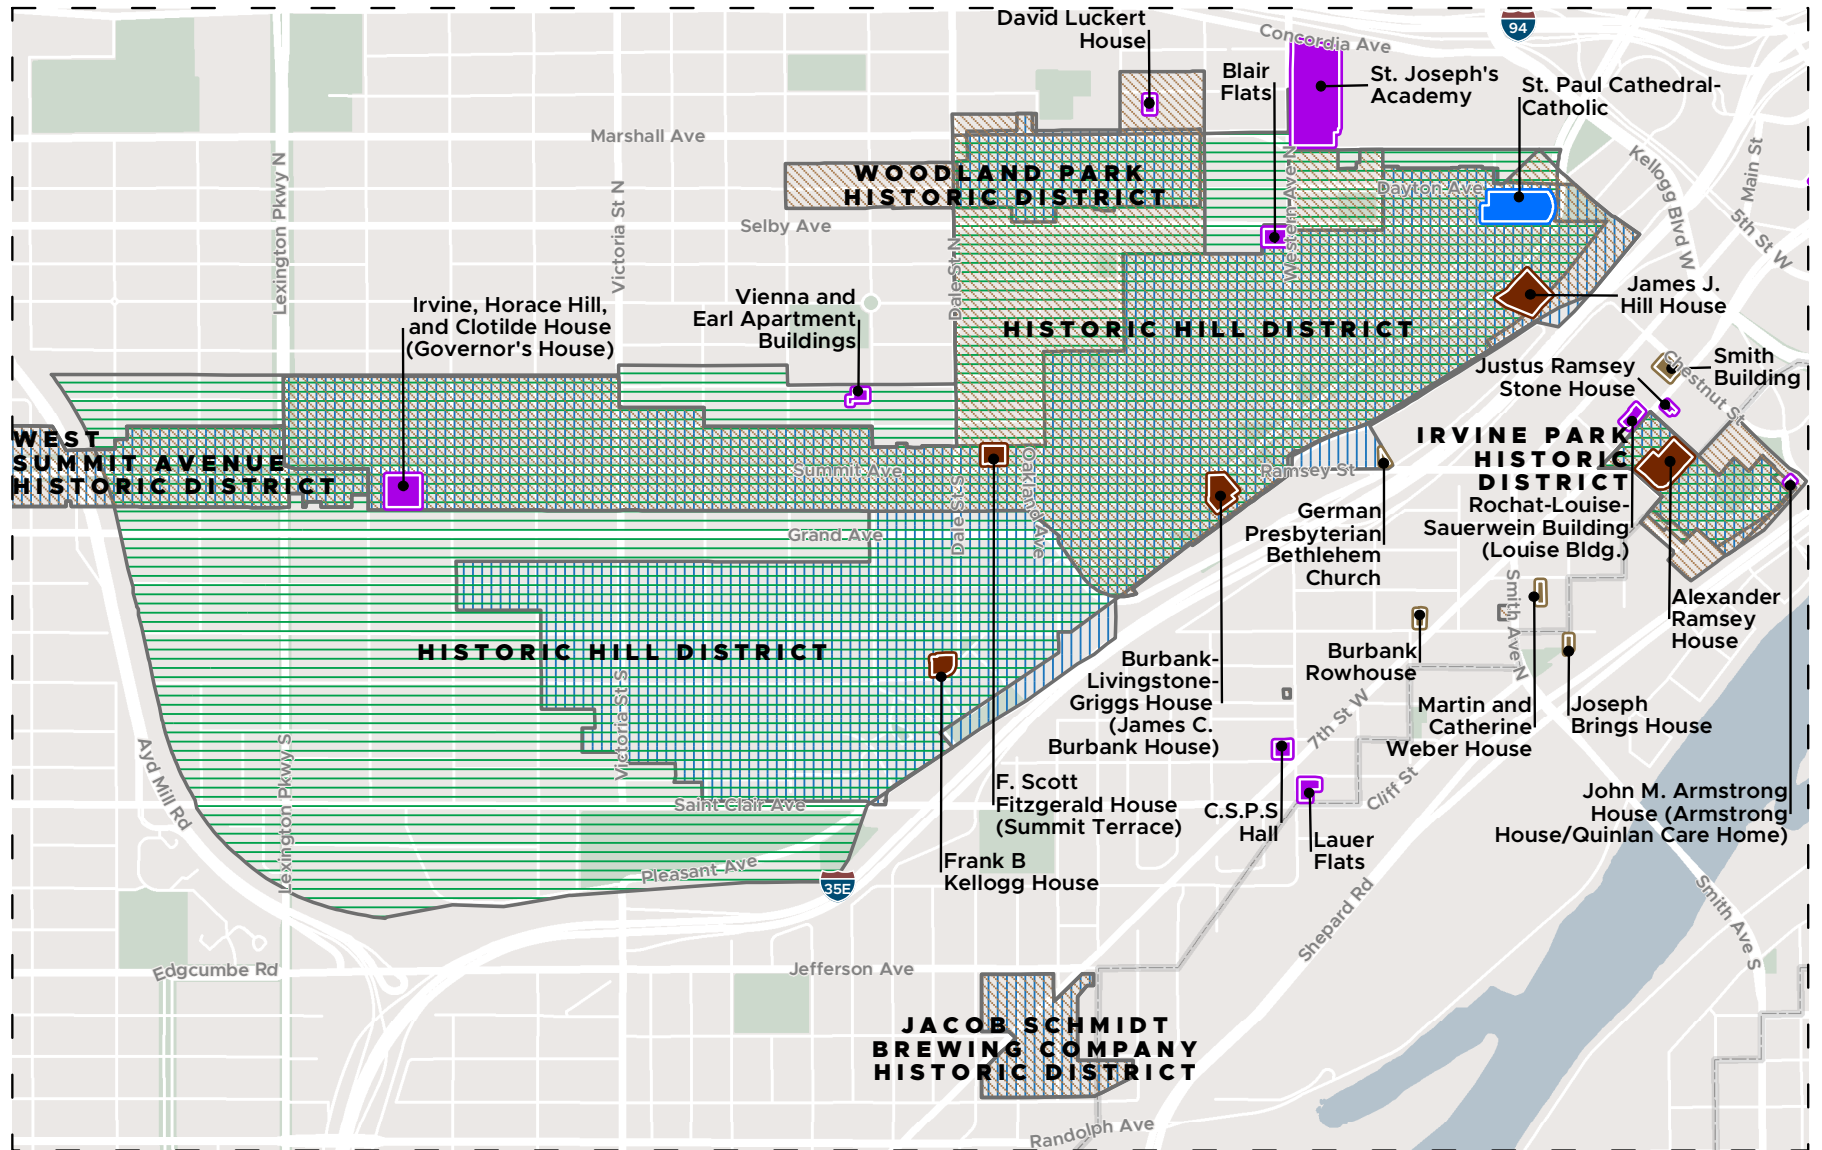 David Luckert
House
Concordia Ave
94
Blair
Flats
St. Joseph's
Academy
St. Paul Cathedral-
Catholic
Marshall Ave
Kellogg Blvd W
Main St
5th St W
WOODLAND PARK
HISTORIC DISTRICT
Dayton Ave
Western Ave N
Selby Ave
Lexington Pkwy N
Victoria St N
Dale St N
Irvine, Horace Hill,
and Clotilde House
(Governor's House)
Vienna and
Earl Apartment
Buildings
HISTORIC HILL DISTRICT
James J.
Hill House
Justus Ramsey
Stone House
Smith
Building
Chestnut St
WEST
SUMMIT AVENUE
HISTORIC DISTRICT
Summit Ave
Oakland Ave
Ramsey St
IRVINE PARK
HISTORIC
DISTRICT
Rochat-Louise-
Sauerwein Building
(Louise Bldg.)
German
Presbyterian
Bethlehem
Church
Grand Ave
Dale St S
Smith Ave N
Alexander
Ramsey
House
HISTORIC HILL DISTRICT
Victoria St S
Burbank-
Livingstone-
Griggs House
(James C.
Burbank House)
Burbank
Rowhouse
Martin and
Catherine
Weber House
Joseph
Brings House
7th St W
Cliff St
Ayd Mill Rd
Lexington Pkwy S
Saint Clair Ave
F. Scott
Fitzgerald House
(Summit Terrace)
C.S.P.S
Hall
Lauer
Flats
John M. Armstrong
House (Armstrong
House/Quinlan Care Home)
Pleasant Ave
35E
Frank B
Kellogg House
Shepard Rd
Smith Ave S
Edgcumbe Rd
Jefferson Ave
JACOB SCHMIDT
BREWING COMPANY
HISTORIC DISTRICT
Randolph Ave